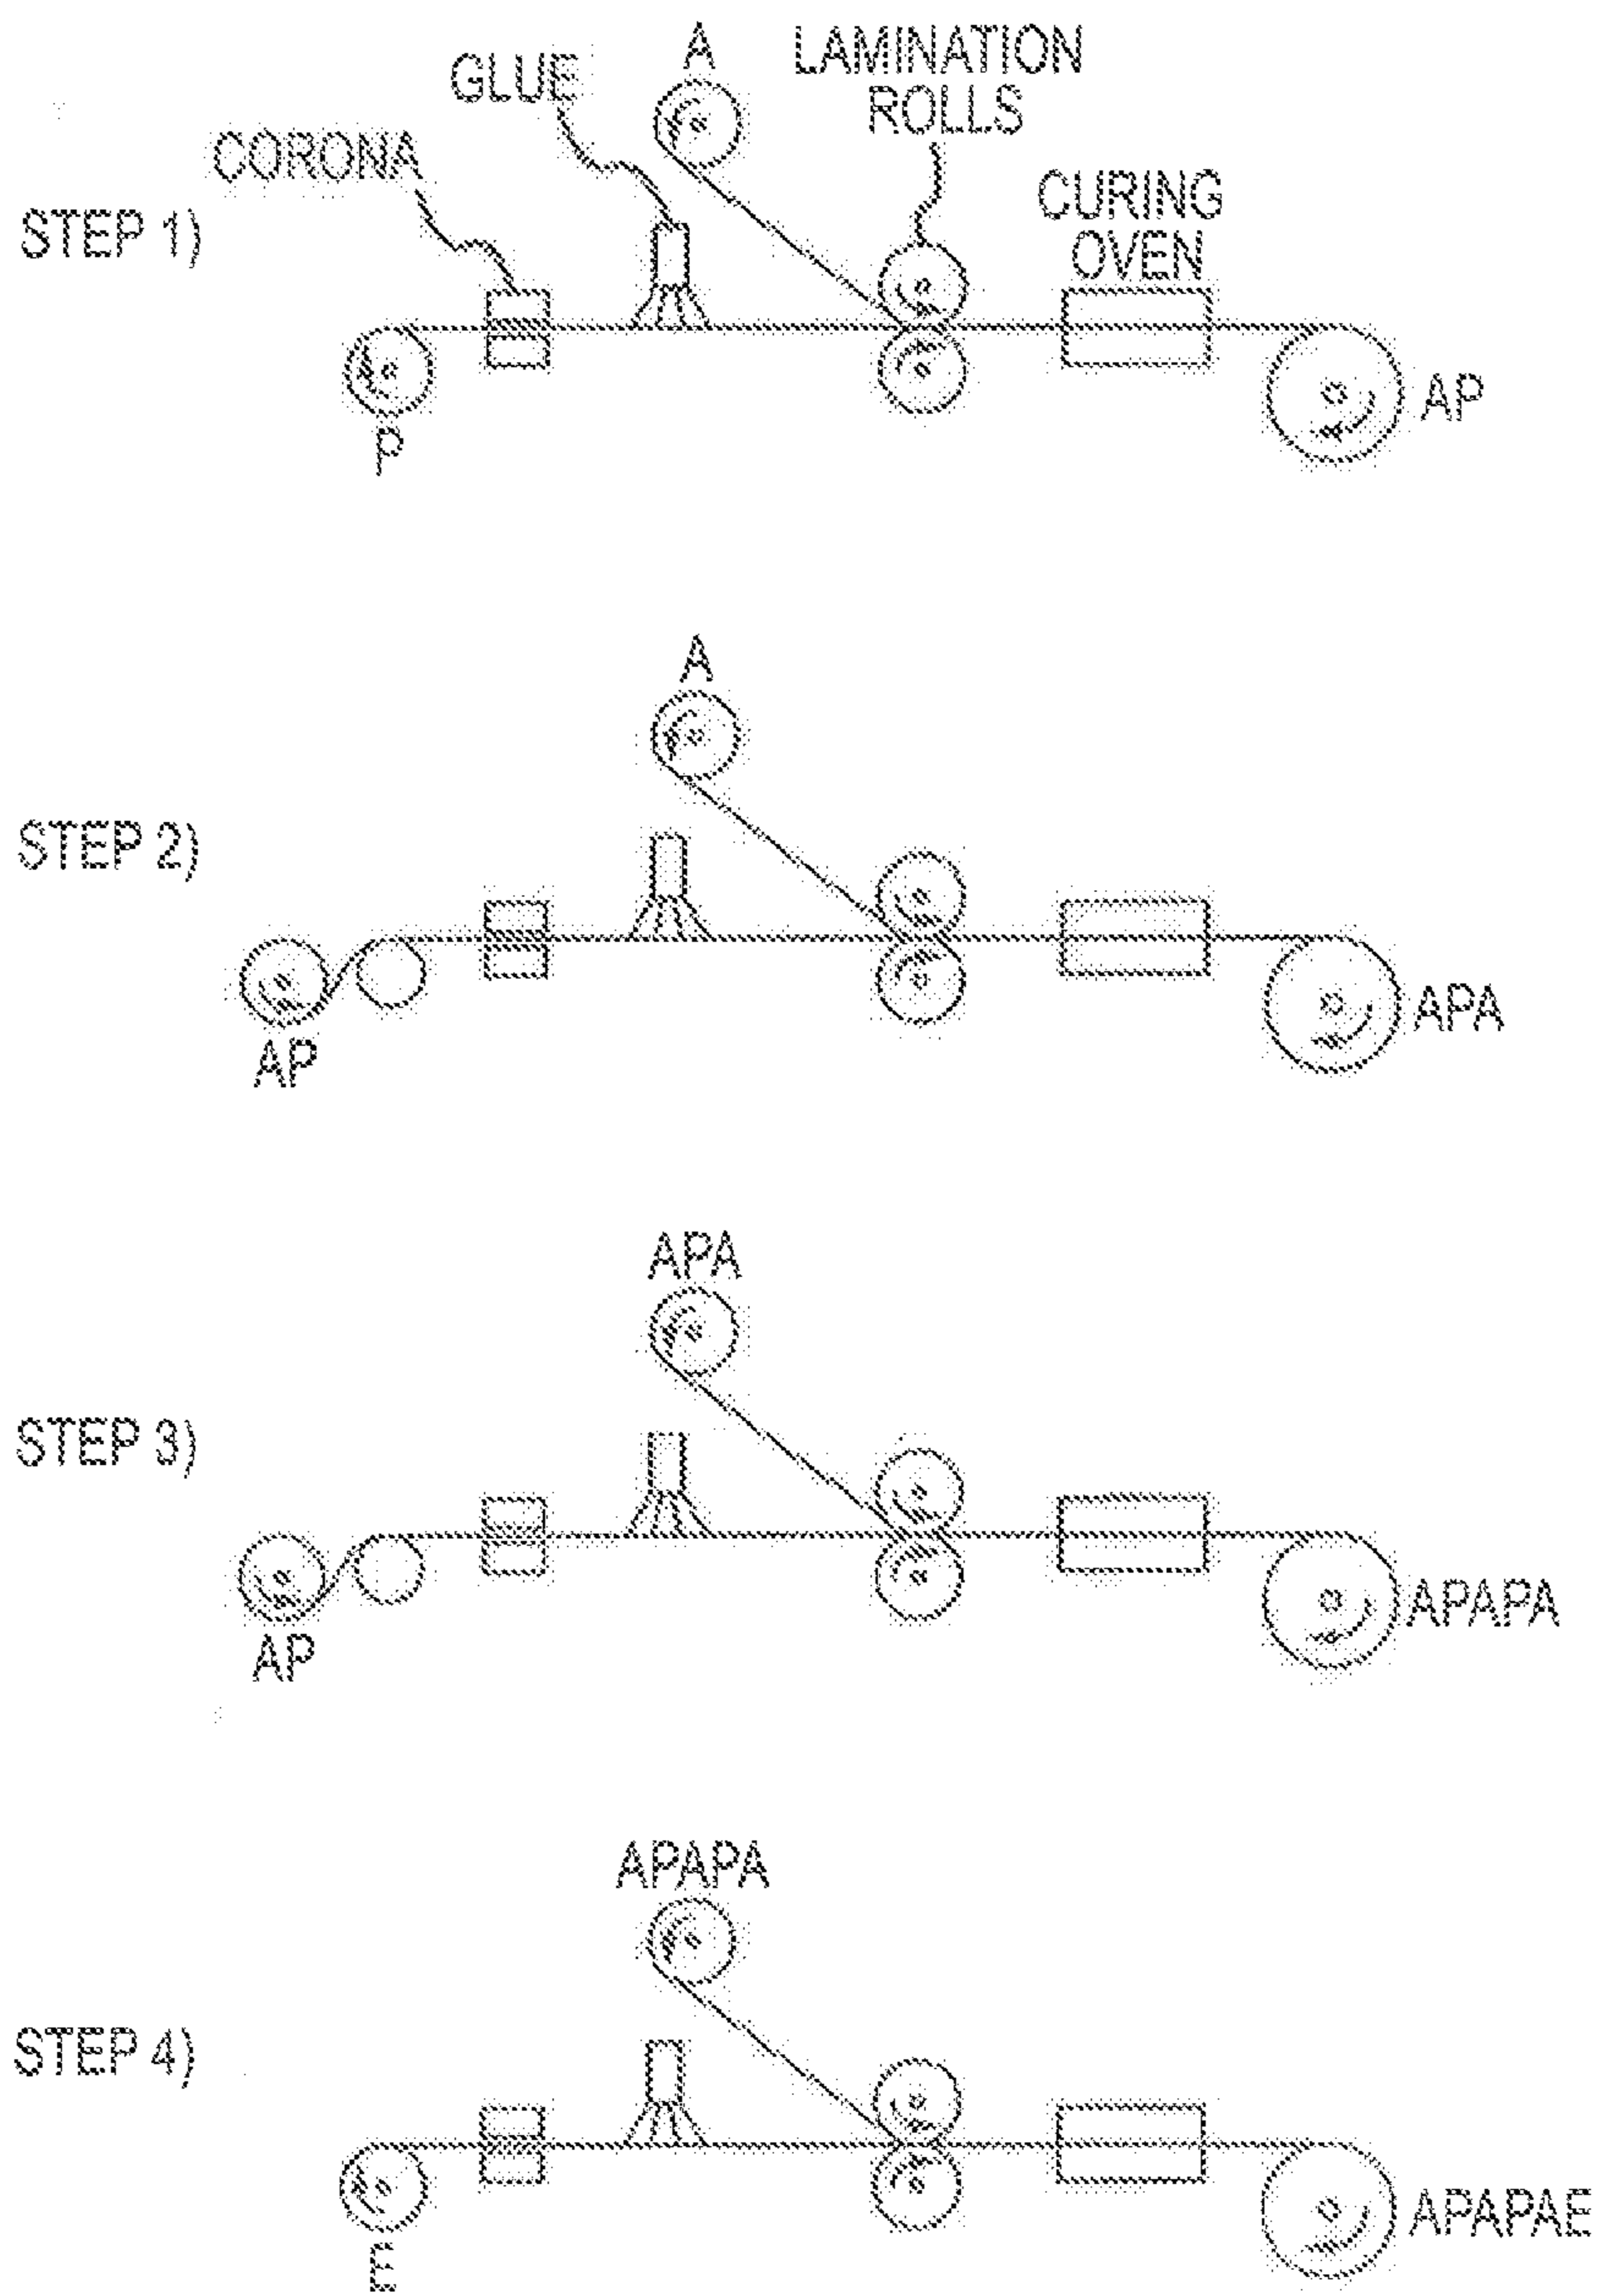 A
LAMINATION
ROLLS
GLUE
CORONA
CURING
OVEN
STEP 1)
P
AP
A
STEP 2)
AP
APA
APA
STEP 3)
AP
APAPA
APAPA
STEP 4)
E
APAPAE